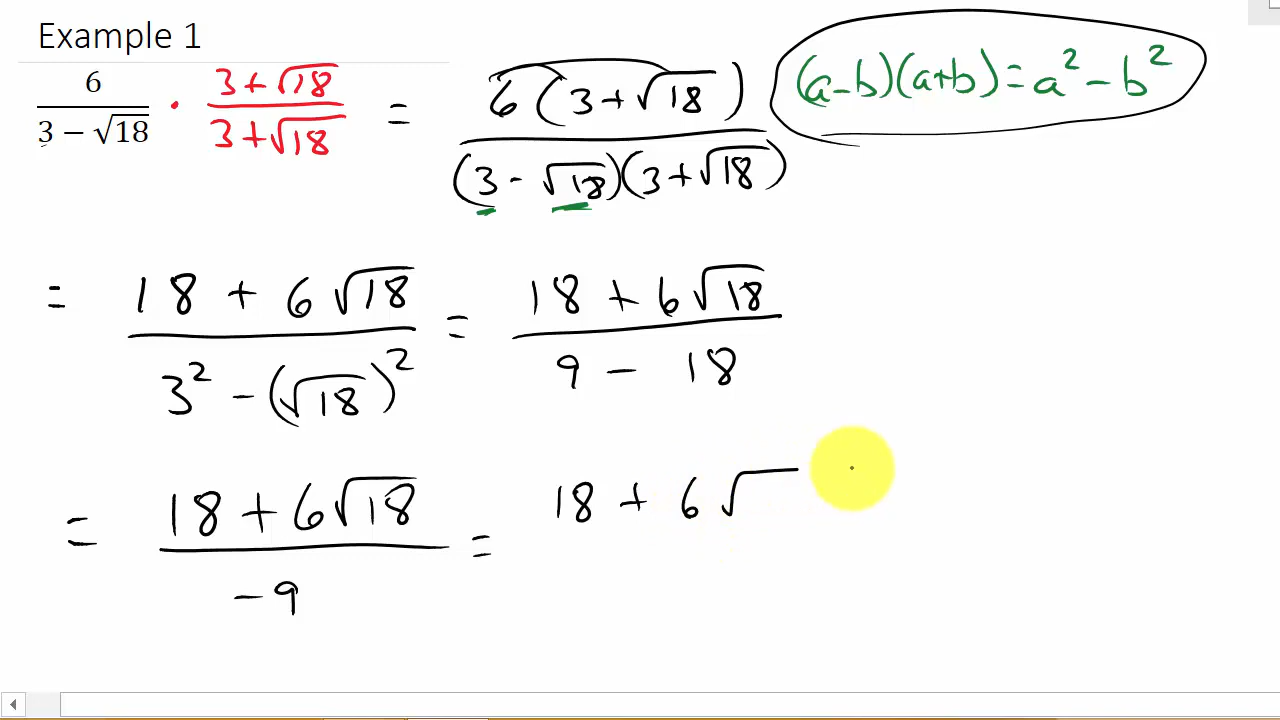 Example 1
6/(3 − √18) · (3 + √18)/(3 + √18) = 6(3 + √18)/((3 − √18)(3 + √18))
(a − b)(a + b) = a² − b²
= (18 + 6√18)/(3² − (√18)²) = (18 + 6√18)/(9 − 18)
= (18 + 6√18)/(−9) = 18 + 6√